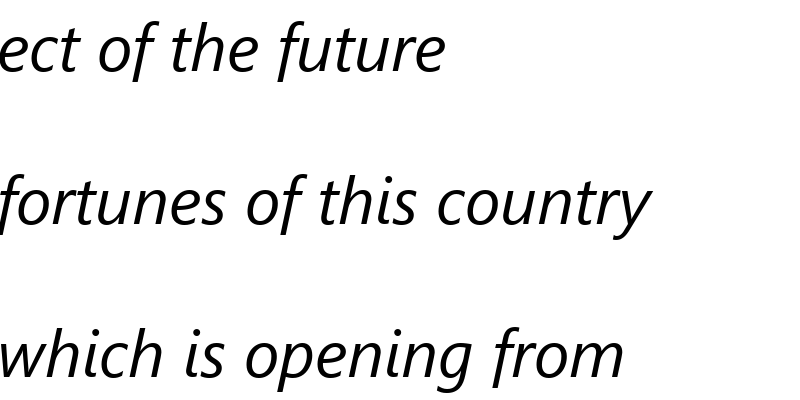 ect of the future
fortunes of this country
which is opening from